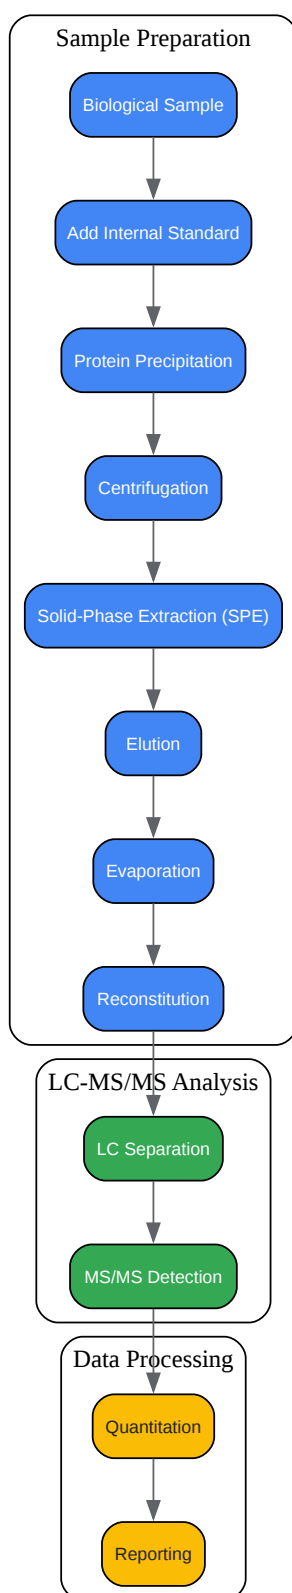 Sample Preparation
Biological Sample
Add Internal Standard
Protein Precipitation
Centrifugation
Solid-Phase Extraction (SPE)
Elution
Evaporation
Reconstitution
LC-MS/MS Analysis
LC Separation
MS/MS Detection
Data Processing
Quantitation
Reporting